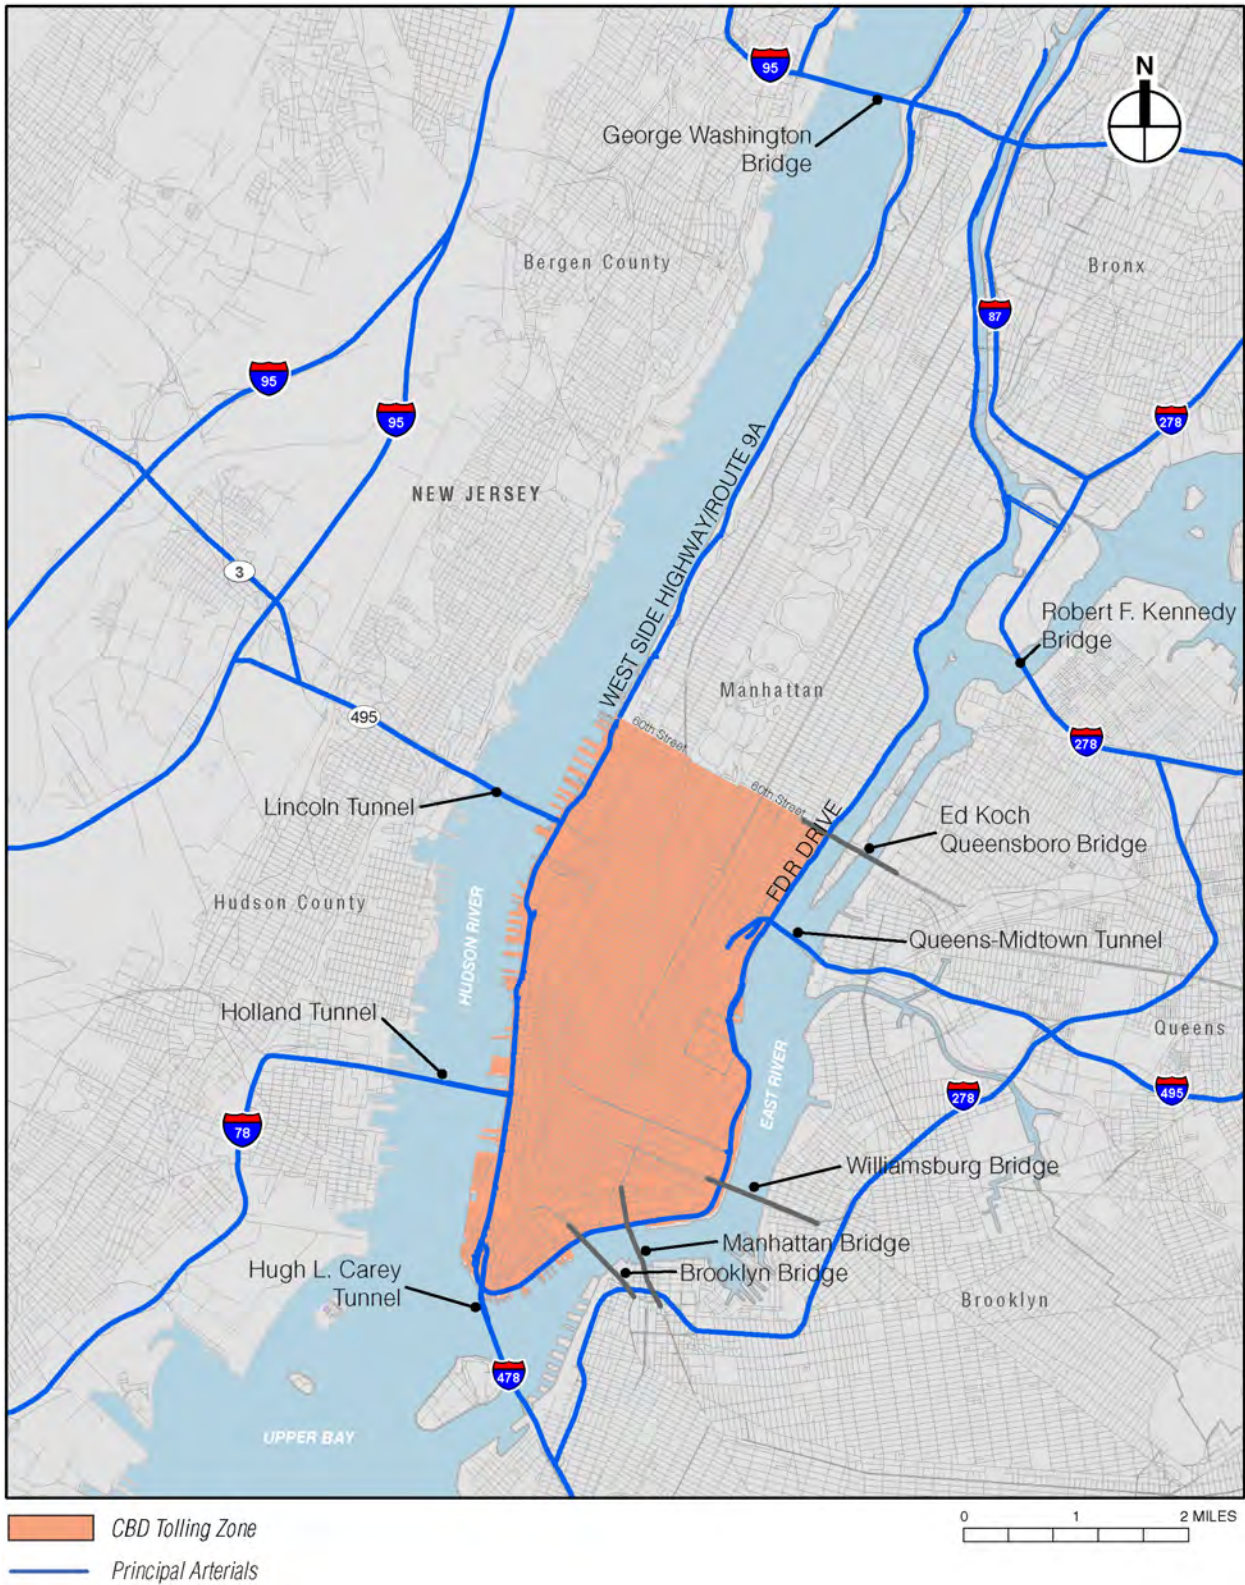 95
N
George Washington
Bridge
Bergen County
Bronx
87
95
95
278
NEW JERSEY
WEST SIDE HIGHWAY/ROUTE 9A
3
Robert F. Kennedy
Bridge
Manhattan
495
60th Street
278
60th Street
Lincoln Tunnel
FDR DRIVE
Ed Koch
Queensboro Bridge
Hudson County
HUDSON RIVER
Queens-Midtown Tunnel
Holland Tunnel
Queens
EAST RIVER
278
495
78
Williamsburg Bridge
Manhattan Bridge
Hugh L. Carey
Tunnel
Brooklyn Bridge
Brooklyn
478
UPPER BAY
CBD Tolling Zone
Principal Arterials
0 1 2 MILES